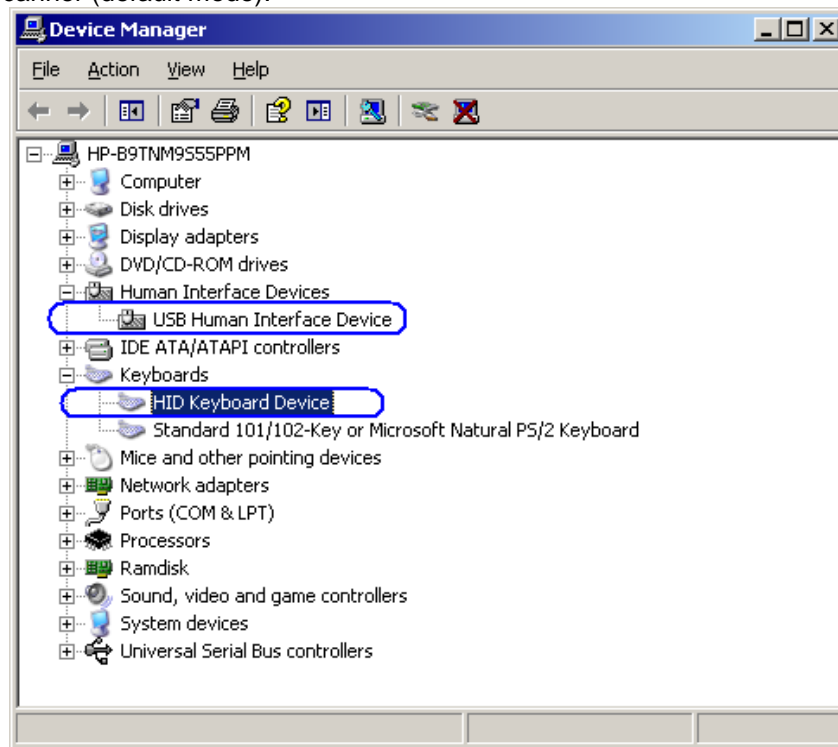 canner (default mode).
Device Manager
File Action View Help
HP-B9TNM9S55PPM
Computer
Disk drives
Display adapters
DVD/CD-ROM drives
Human Interface Devices
USB Human Interface Device
IDE ATA/ATAPI controllers
Keyboards
HID Keyboard Device
Standard 101/102-Key or Microsoft Natural PS/2 Keyboard
Mice and other pointing devices
Network adapters
Ports (COM & LPT)
Processors
Ramdisk
Sound, video and game controllers
System devices
Universal Serial Bus controllers